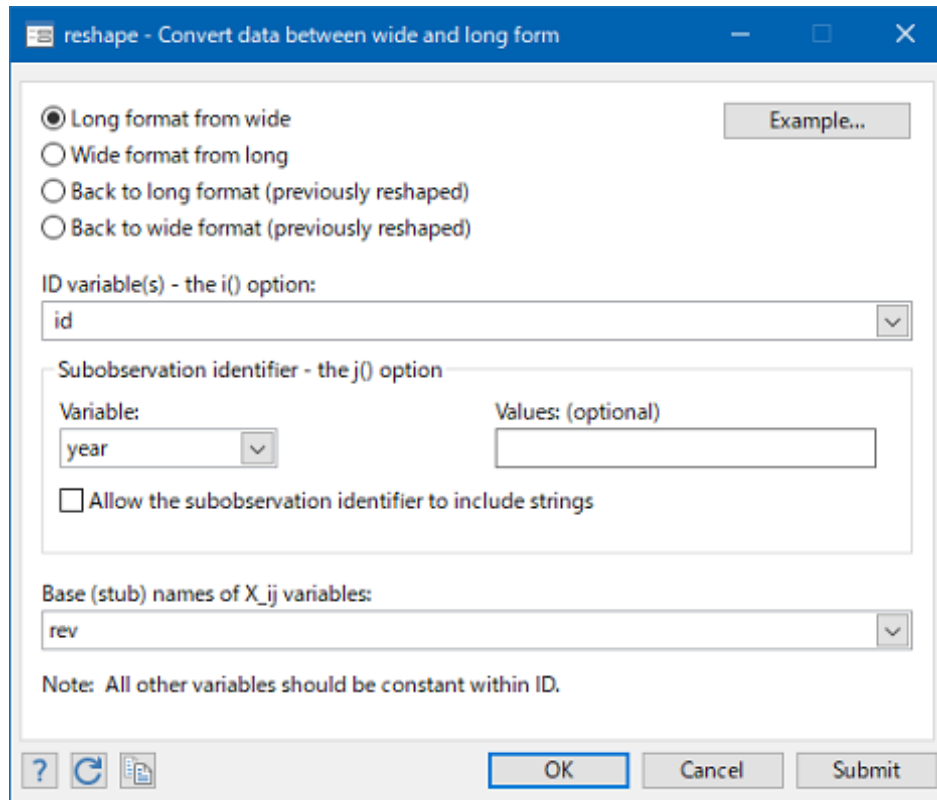 reshape - Convert data between wide and long form
Long format from wide
Example...
Wide format from long
Back to long format (previously reshaped)
Back to wide format (previously reshaped)
ID variable(s) - the i() option:
id
Subobservation identifier - the j() option
Variable:
Values: (optional)
year
Allow the subobservation identifier to include strings
Base (stub) names of X_ij variables:
rev
Note: All other variables should be constant within ID.
? OK Cancel Submit